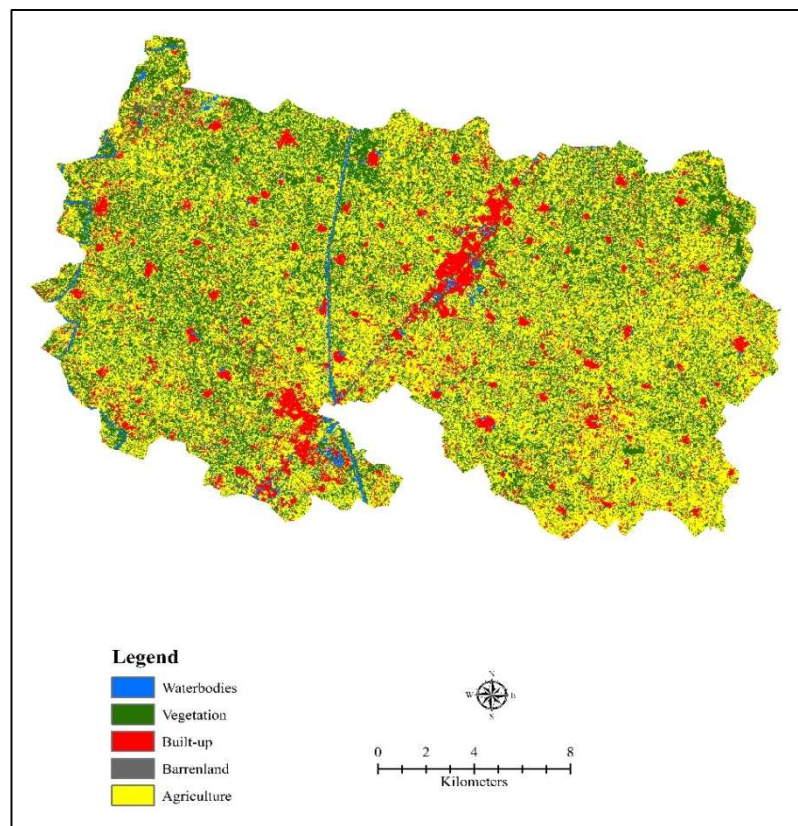 Legend
Waterbodies
Vegetation
Built-up
Barrenland
Agriculture
N
W E
S
0 2 4 8
Kilometers